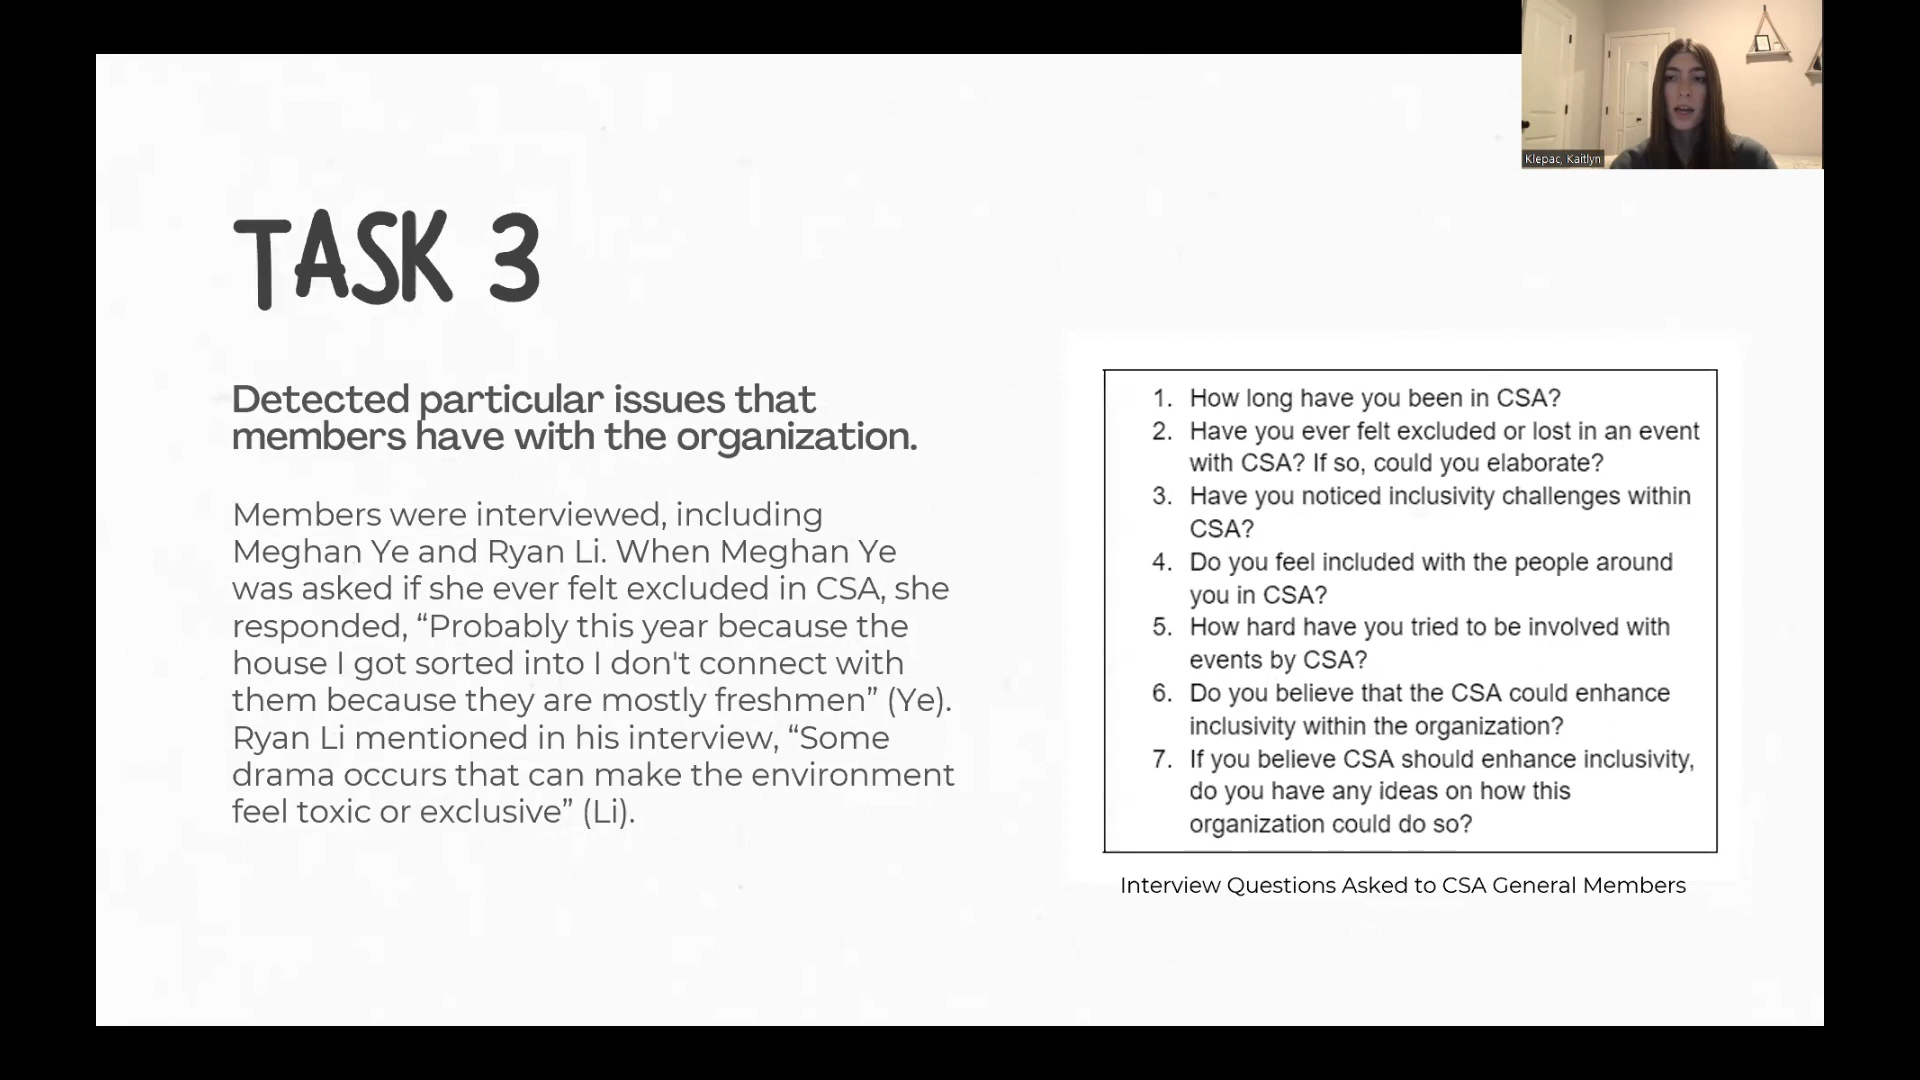 Klepac, Kaitlyn
TASK 3
Detected particular issues that
members have with the organization.
Members were interviewed, including
Meghan Ye and Ryan Li. When Meghan Ye
was asked if she ever felt excluded in CSA, she
responded, “Probably this year because the
house I got sorted into I don't connect with
them because they are mostly freshmen” (Ye).
Ryan Li mentioned in his interview, “Some
drama occurs that can make the environment
feel toxic or exclusive” (Li).
1. How long have you been in CSA?
2. Have you ever felt excluded or lost in an event
with CSA? If so, could you elaborate?
3. Have you noticed inclusivity challenges within
CSA?
4. Do you feel included with the people around
you in CSA?
5. How hard have you tried to be involved with
events by CSA?
6. Do you believe that the CSA could enhance
inclusivity within the organization?
7. If you believe CSA should enhance inclusivity,
do you have any ideas on how this
organization could do so?
Interview Questions Asked to CSA General Members